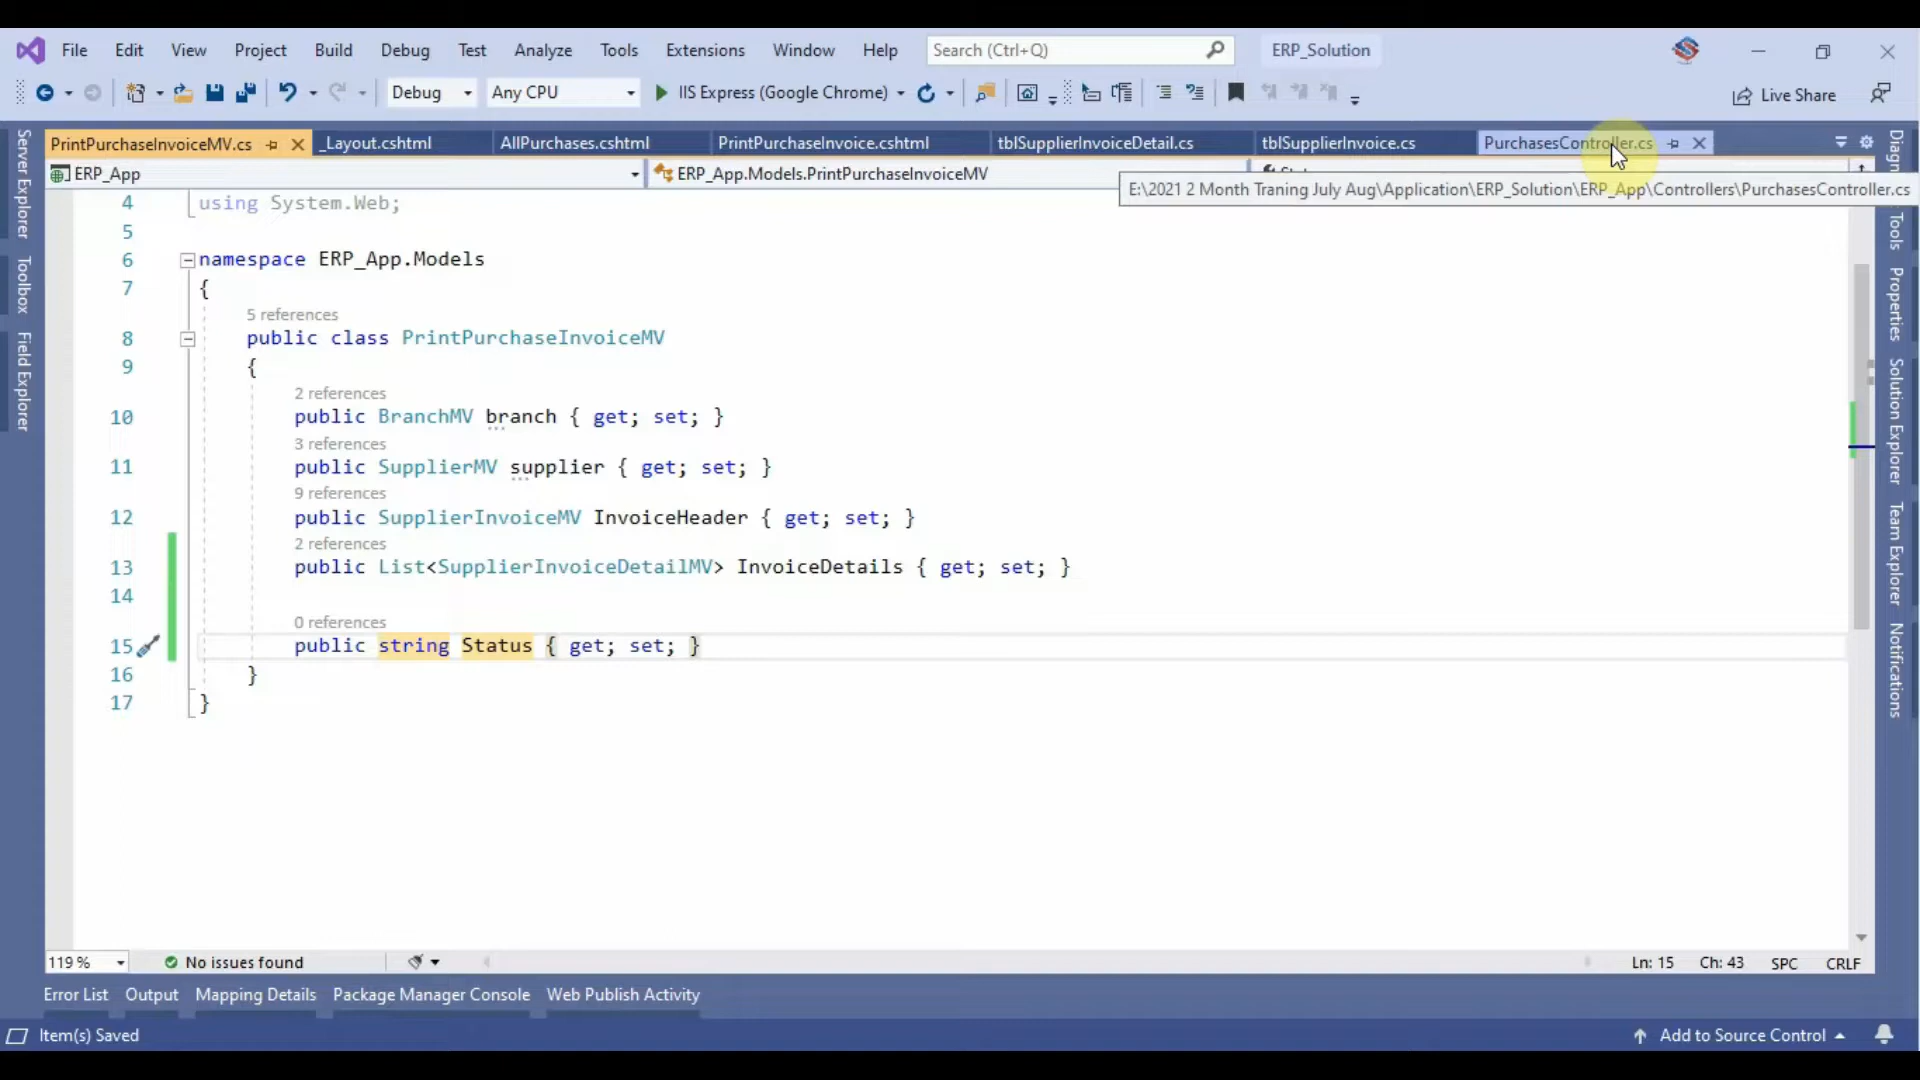 File Edit View Project Build Debug Test Analyze Tools Extensions Window Help Search (Ctrl+Q) ERP_Solution
Debug Any CPU IIS Express (Google Chrome) Live Share
PrintPurchaseInvoiceMV.cs _Layout.cshtml AllPurchases.cshtml PrintPurchaseInvoice.cshtml tblSupplierInvoiceDetail.cs tblSupplierInvoice.cs PurchasesController.cs
ERP_App ERP_App.Models.PrintPurchaseInvoiceMV
E:\2021 2 Month Traning July Aug\Application\ERP_Solution\ERP_App\Controllers\PurchasesController.cs
Server Explorer
Toolbox
Field Explorer
4 using System.Web;
5
6 namespace ERP_App.Models
7 {
5 references
8 public class PrintPurchaseInvoiceMV
9 {
2 references
10 public BranchMV branch { get; set; }
3 references
11 public SupplierMV supplier { get; set; }
9 references
12 public SupplierInvoiceMV InvoiceHeader { get; set; }
2 references
13 public List<SupplierInvoiceDetailMV> InvoiceDetails { get; set; }
14
0 references
15 public string Status { get; set; }
16 }
17 }
Tools
Properties
Solution Explorer
Team Explorer
Notifications
119 % No issues found Ln: 15 Ch: 43 SPC CRLF
Error List Output Mapping Details Package Manager Console Web Publish Activity
Item(s) Saved Add to Source Control